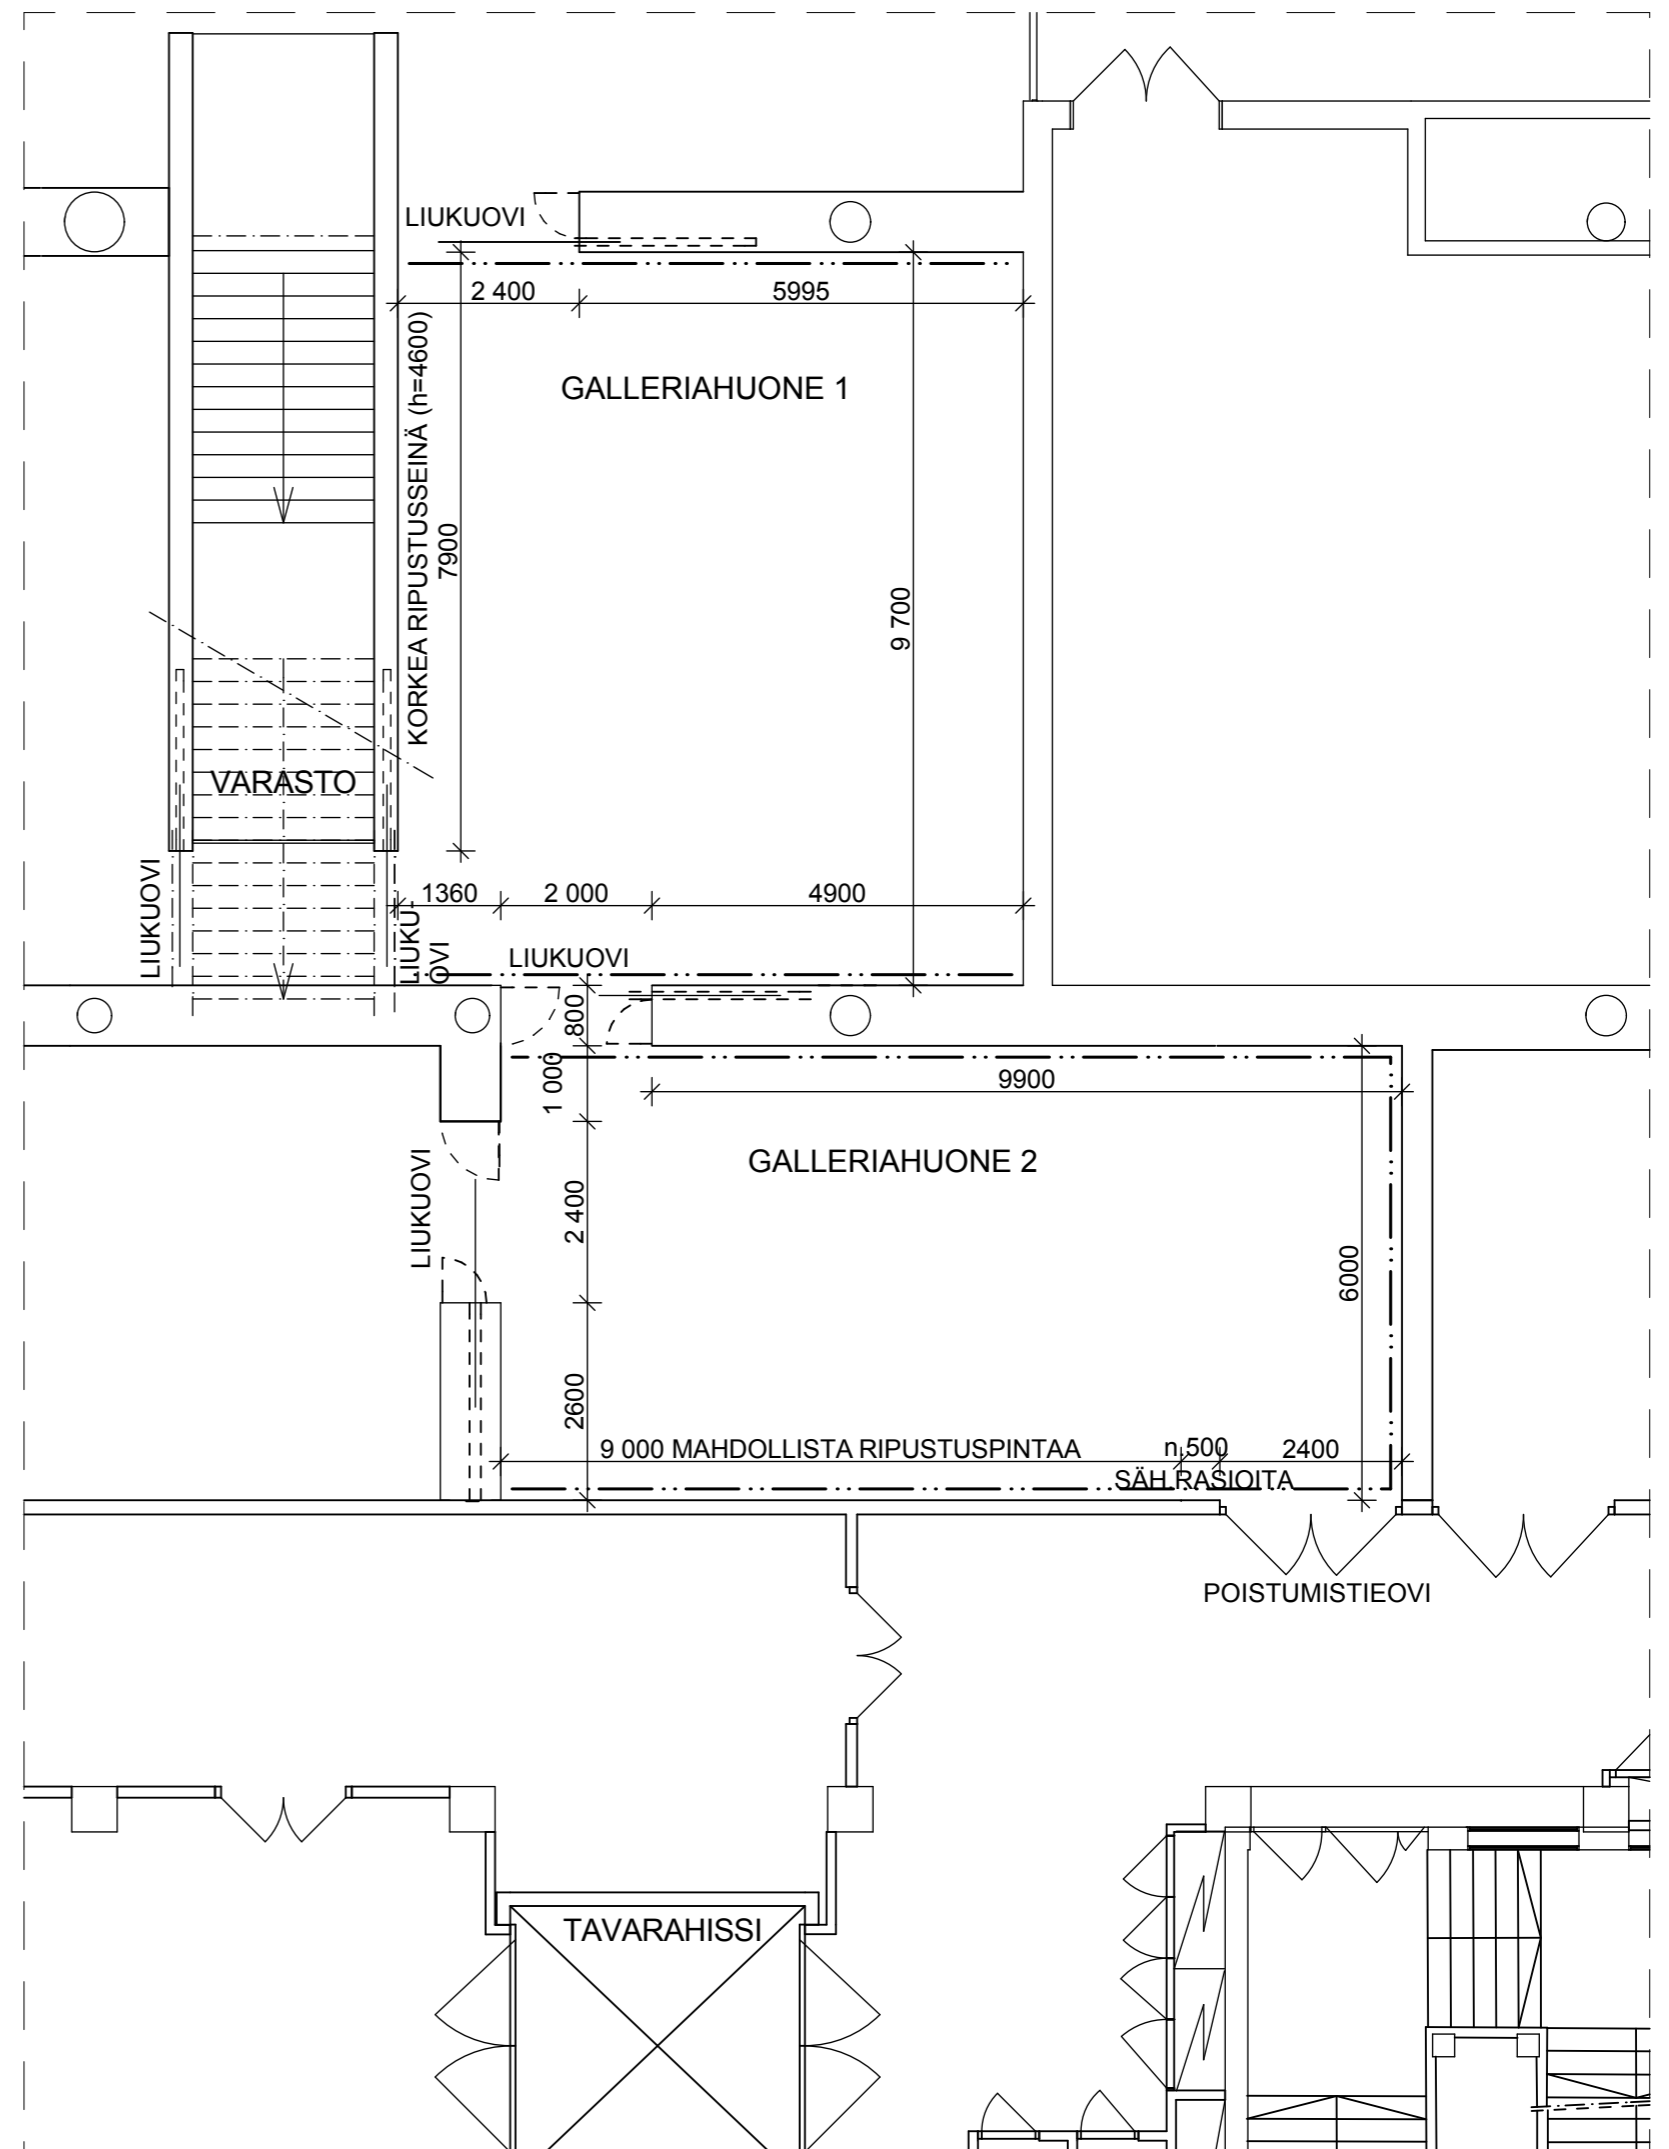 LIUKUOVI
2 400
5995
KORKEA RIPUSTUSSEINÄ (h=4600)
GALLERIAHUONE 1
7900
9 700
VARASTO
LIUKUOVI
1360
2 000
4900
LIUKU-
OVI
LIUKUOVI
800
1 000
9900
GALLERIAHUONE 2
LIUKUOVI
2 400
6000
2600
9 000 MAHDOLLISTA RIPUSTUSPINTAA
n.500
2400
SÄH.RASIOITA
POISTUMISTIEOVI
TAVARAHISSI